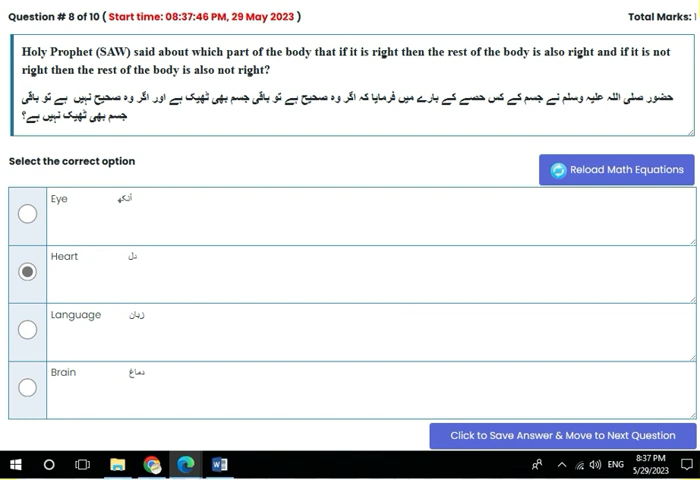 Question # 8 of 10 ( Start time: 08:37:46 PM, 29 May 2023 ) Total Marks: 1
Holy Prophet (SAW) said about which part of the body that if it is right then the rest of the body is also right and if it is not
right then the rest of the body is also not right?
حضور صلی اللہ علیہ وسلم نے جسم کے کس حصے کے بارے میں فرمایا کہ اگر وہ صحیح ہے تو باقی جسم بھی ٹھیک ہے اور اگر وہ صحیح نہیں ہے تو باقی
جسم بھی ٹھیک نہیں ہے؟
Select the correct option
Reload Math Equations
Eye آنکھ
Heart دل
Language زبان
Brain دماغ
Click to Save Answer & Move to Next Question
ENG
8:37 PM
5/29/2023